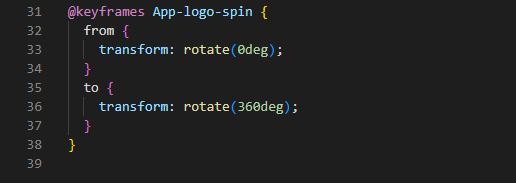 31 @keyframes App-logo-spin {
32   from {
33     transform: rotate(0deg);
34   }
35   to {
36     transform: rotate(360deg);
37   }
38 }
39